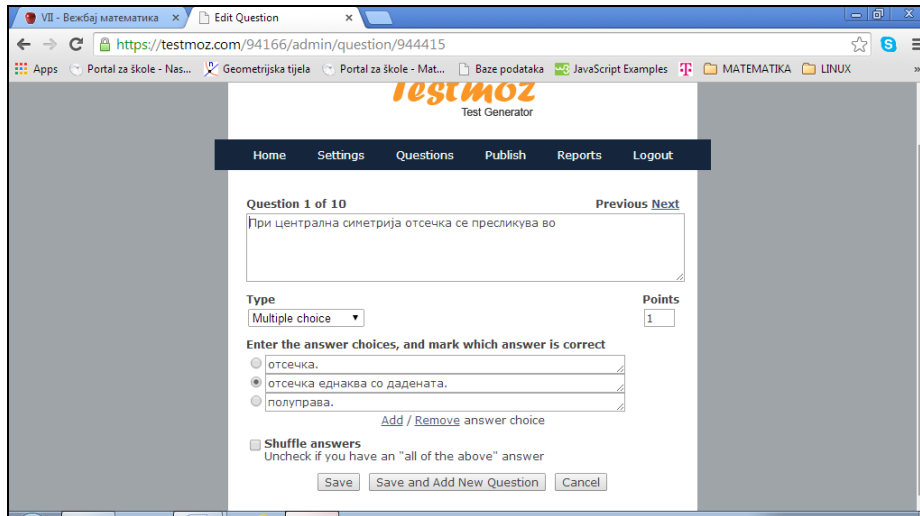 VII - Вежбај математика
Edit Question
https://testmoz.com/94166/admin/question/944415
Apps Portal za škole - Nas... Geometrijska tijela Portal za škole - Mat... Baze podataka JavaScript Examples MATEMATIKA LINUX »
Testmoz
Test Generator
Home Settings Questions Publish Reports Logout
Question 1 of 10 Previous Next
При централна симетрија отсечка се пресликува во
Type Points
Multiple choice 1
Enter the answer choices, and mark which answer is correct
отсечка.
отсечка еднаква со дадената.
полуправа.
Add / Remove answer choice
Shuffle answers
Uncheck if you have an "all of the above" answer
Save Save and Add New Question Cancel